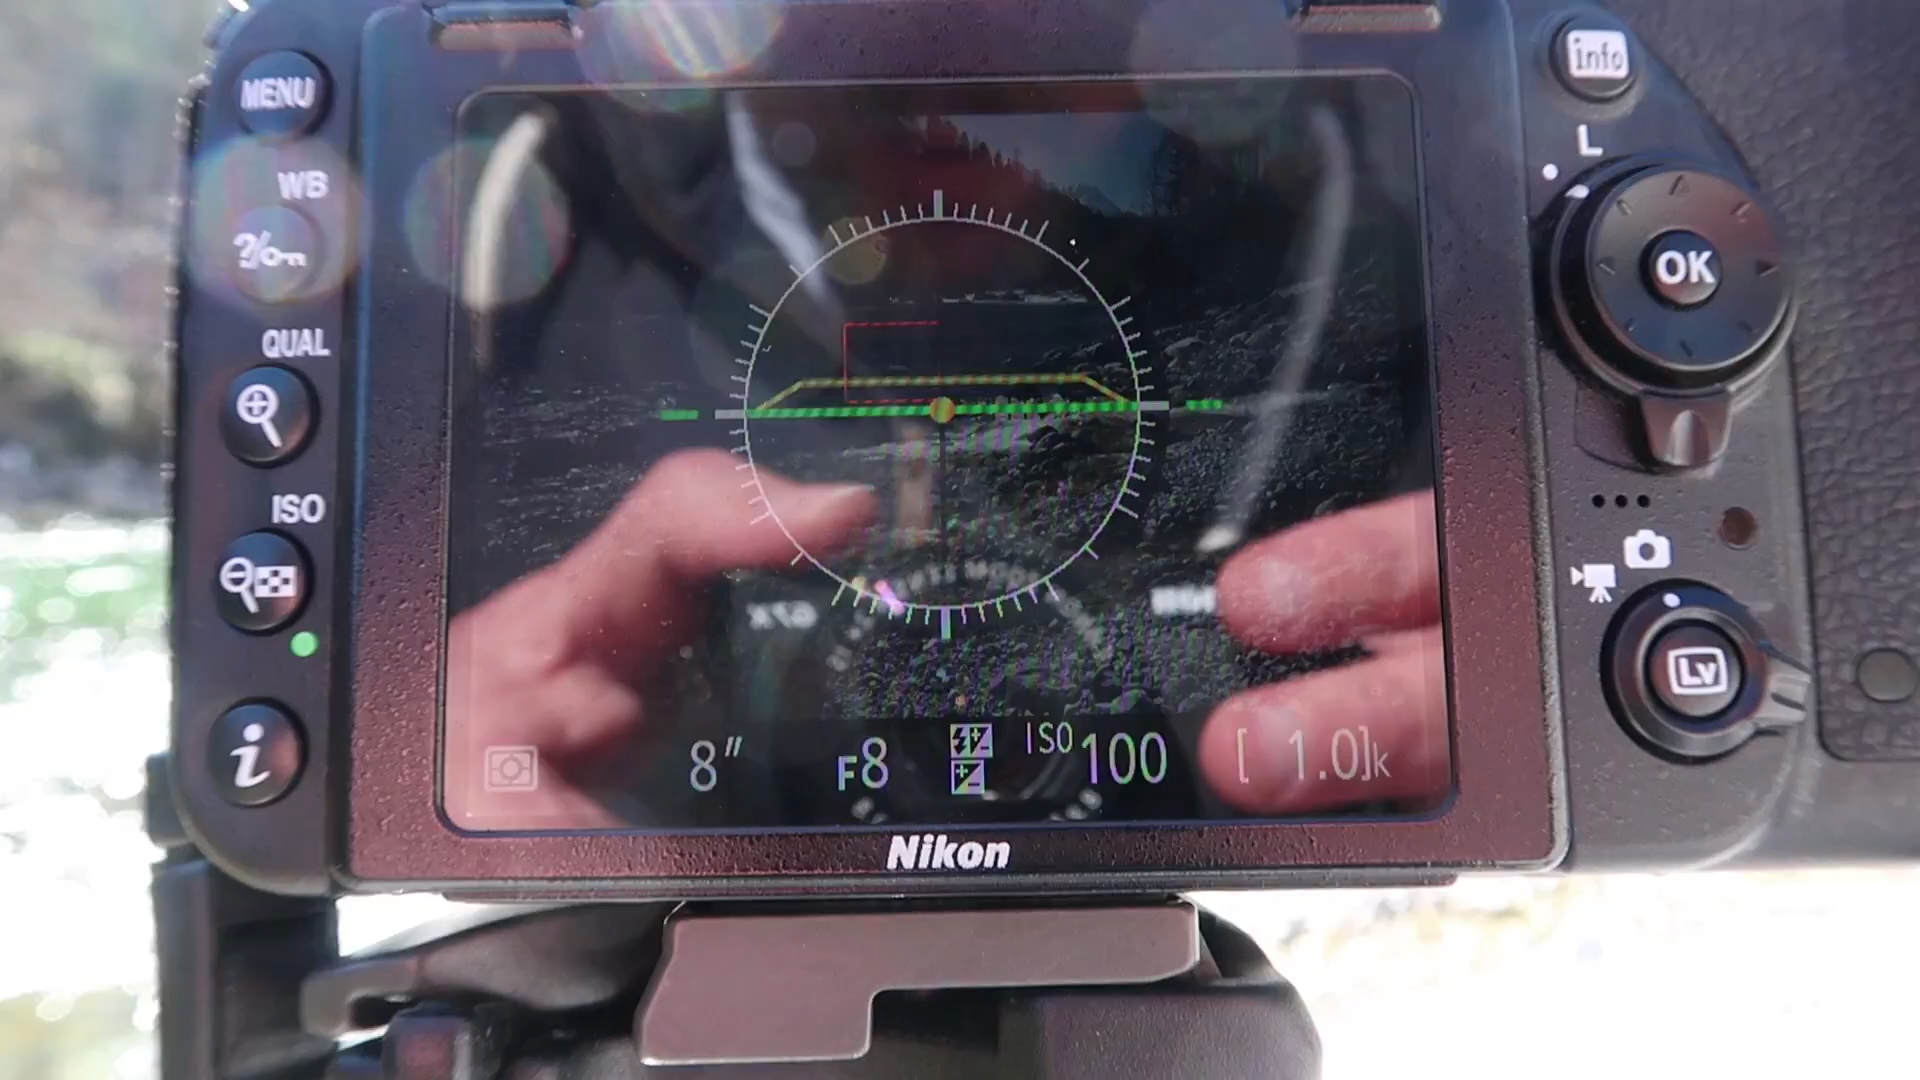 MENU
WB
?
QUAL
ISO
i
info
L
OK
Lv
8" F8 ISO 100 [ 1.0]k
Nikon